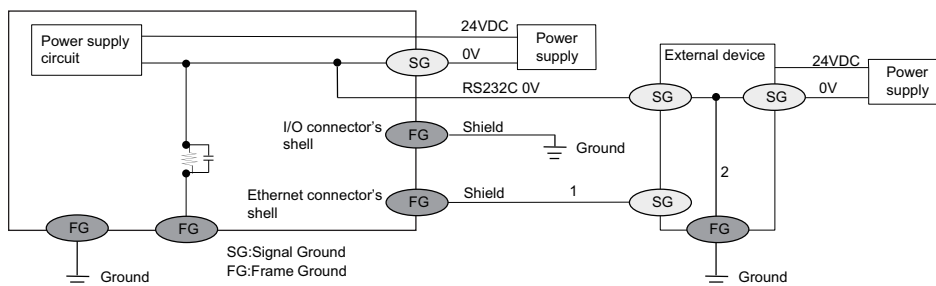 Power supply
circuit
24VDC
0V
Power
supply
SG
RS232C 0V
External device
24VDC
0V
Power
supply
SG
SG
I/O connector's
shell
FG
Shield
Ground
2
Ethernet connector's
shell
FG
Shield
1
SG
FG
FG
FG
SG:Signal Ground
FG:Frame Ground
Ground
Ground